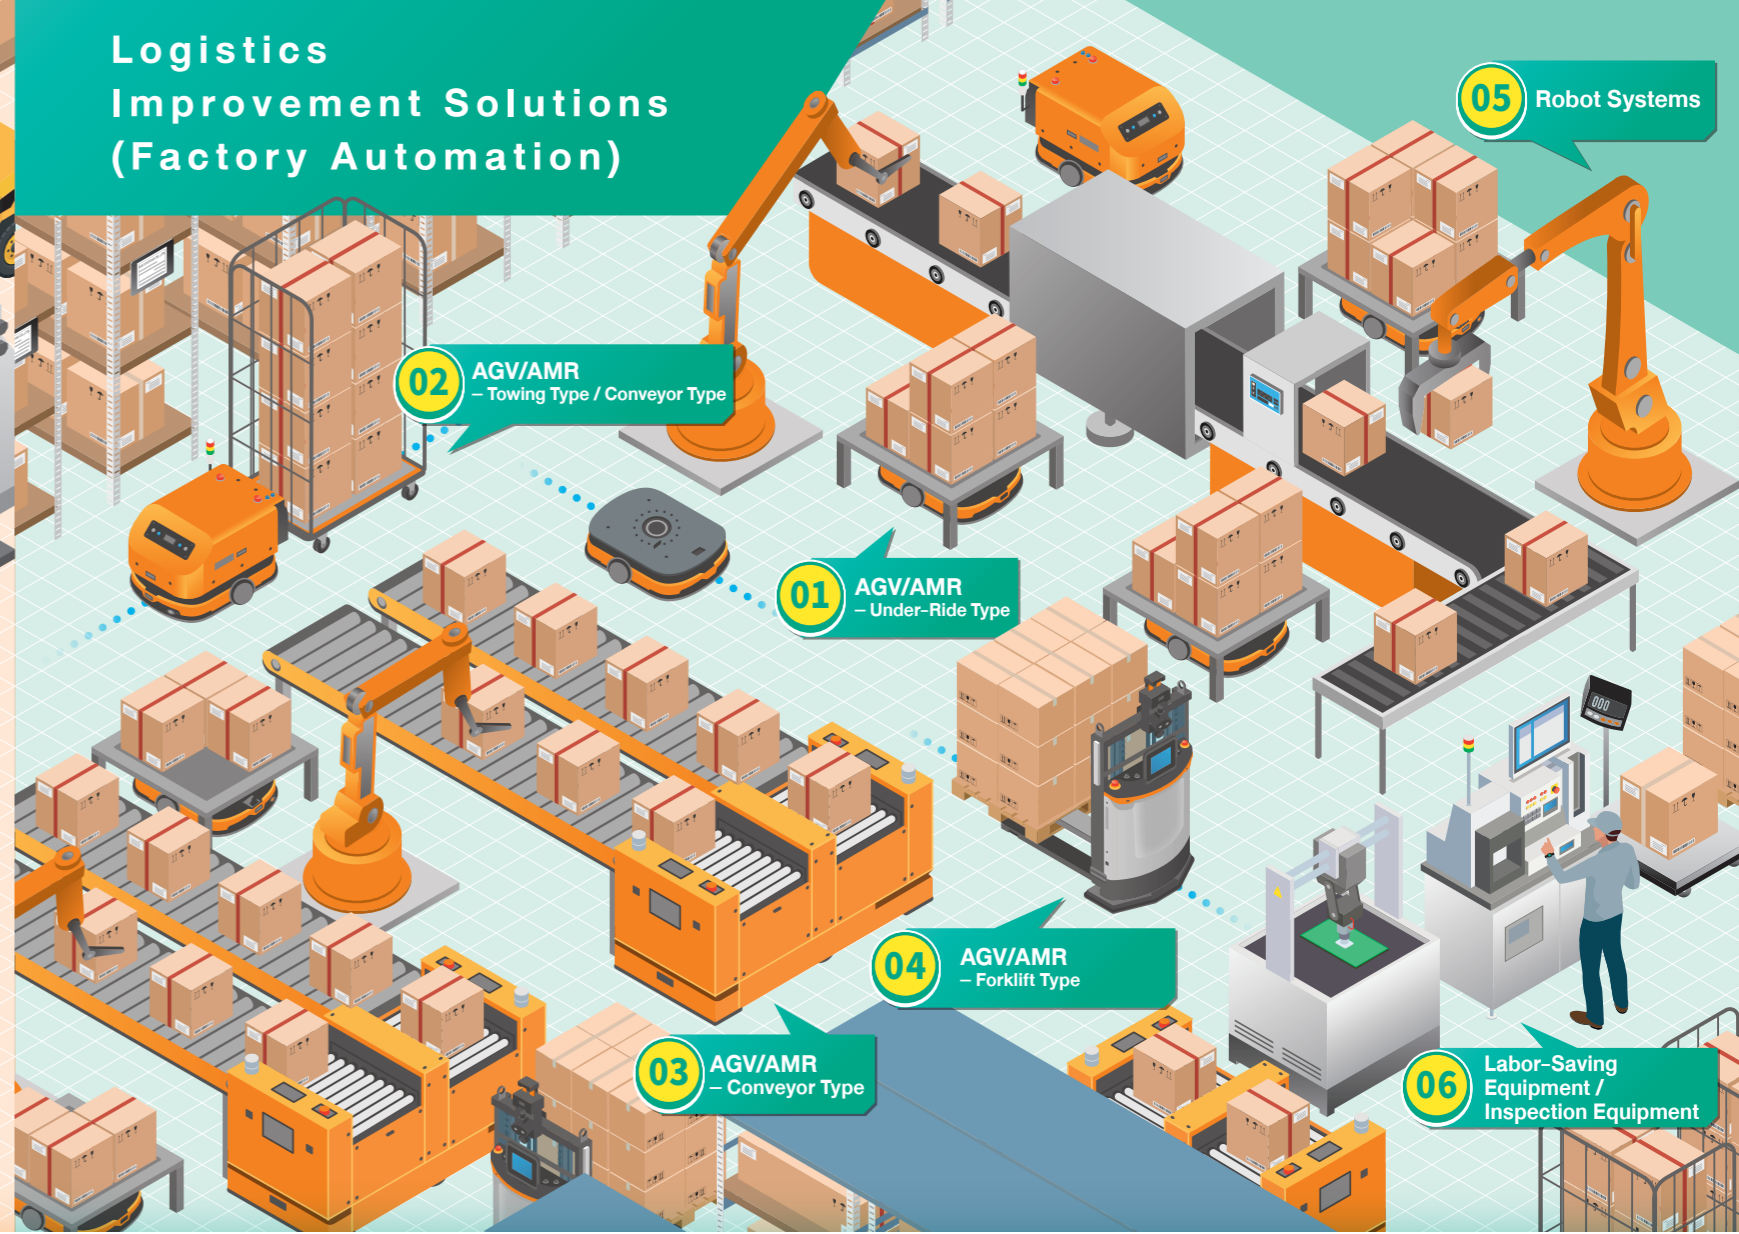 Logistics
Improvement Solutions
(Factory Automation)
05 Robot Systems
02 AGV/AMR
– Towing Type / Conveyor Type
01 AGV/AMR
– Under-Ride Type
000
04 AGV/AMR
– Forklift Type
03 AGV/AMR
– Conveyor Type
06 Labor-Saving
Equipment /
Inspection Equipment